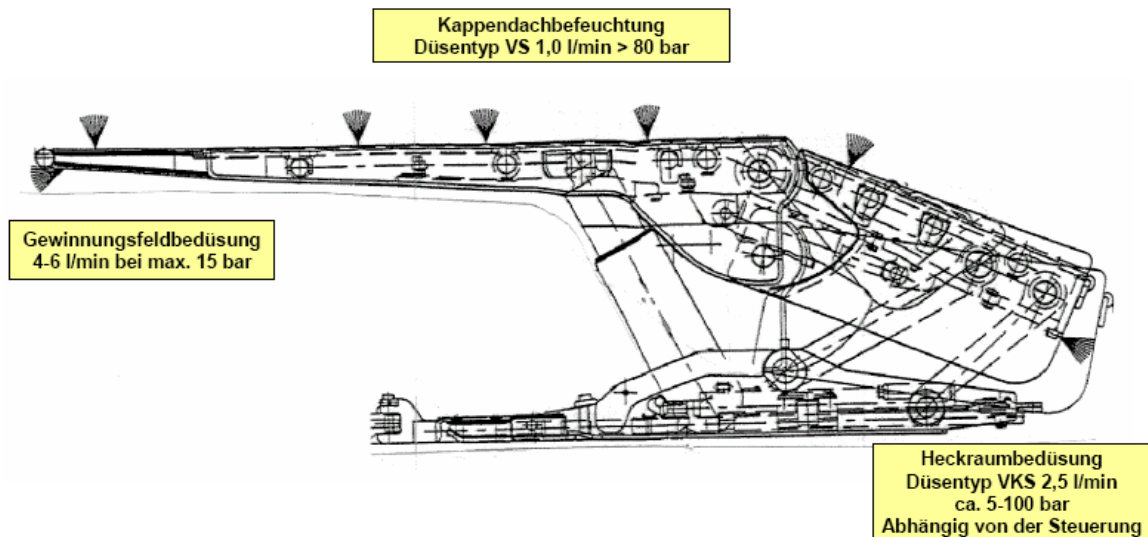 Kappendachbefeuchtung
Düsentyp VS 1,0 l/min > 80 bar
Gewinnungsfeldbedüsung
4-6 l/min bei max. 15 bar
Heckraumbedüsung
Düsentyp VKS 2,5 l/min
ca. 5-100 bar
Abhängig von der Steuerung